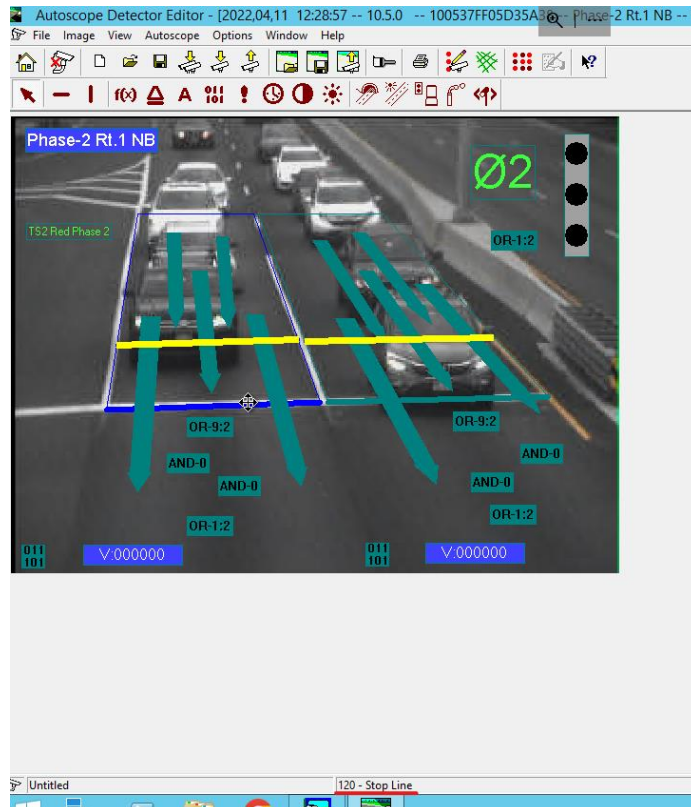 Autoscope Detector Editor - [2022,04,11 12:28:57 -- 10.5.0 -- 100537FF05D35A3 -- Phase-2 Rt.1 NB --
File Image View Autoscope Options Window Help
f(x) A
Phase-2 Rt.1 NB
Ø2
TS2 Red Phase 2
OR-1:2
OR-9:2
OR-9:2
AND-0
AND-0
AND-0
AND-0
OR-1:2
OR-1:2
011
101
V:000000
011
101
V:000000
Untitled
120 - Stop Line